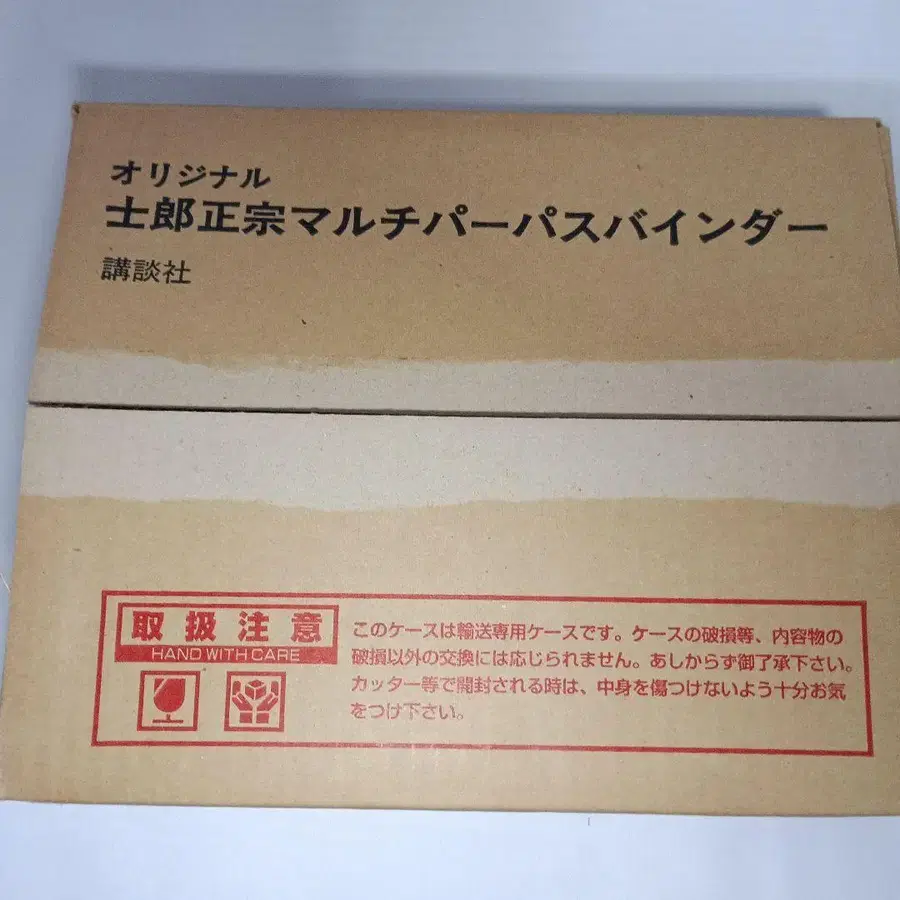 オリジナル
士郎正宗マルチパーパスバインダー
講談社
取扱注意
HAND WITH CARE
このケースは輸送専用ケースです。ケースの破損等、内容物の
破損以外の交換には応じられません。あしからず御了承下さい。
カッター等で開封される時は、中身を傷つけないよう十分お気
をつけ下さい。